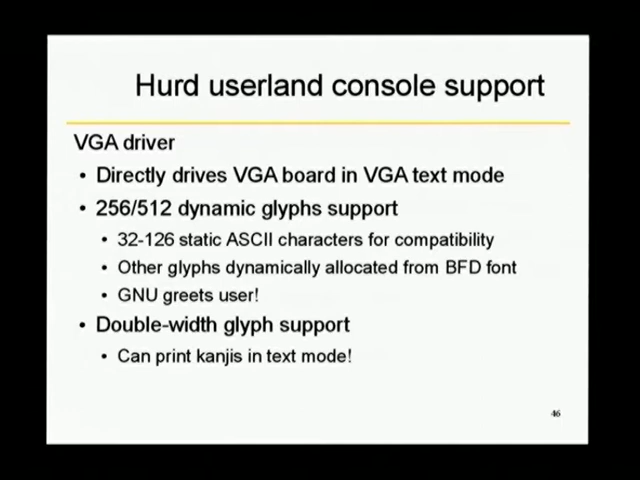 Hurd userland console support
VGA driver
• Directly drives VGA board in VGA text mode
• 256/512 dynamic glyphs support
• 32-126 static ASCII characters for compatibility
• Other glyphs dynamically allocated from BFD font
• GNU greets user!
• Double-width glyph support
• Can print kanjis in text mode!
46